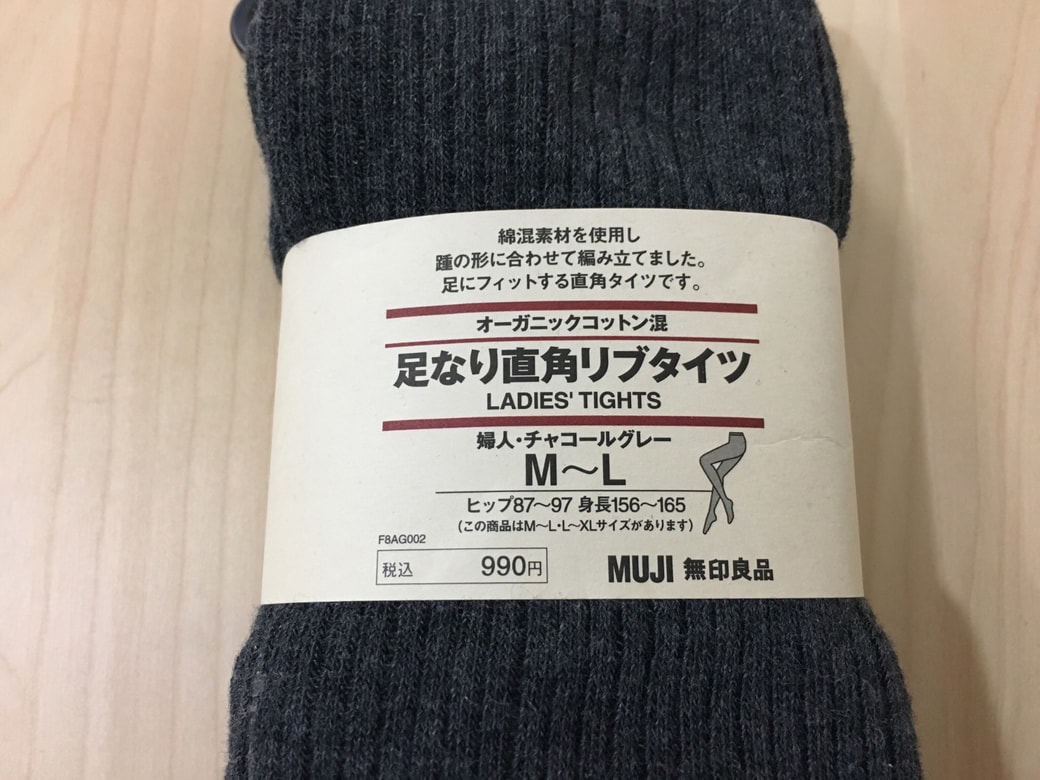 綿混素材を使用し
踵の形に合わせて編み立てました。
足にフィットする直角タイツです。
オーガニックコットン混
足なり直角リブタイツ
LADIES' TIGHTS
婦人・チャコールグレー
M〜L
ヒップ87〜97 身長156〜165
(この商品はM〜L・L〜XLサイズがあります)
F8AG002
税込 990円
MUJI 無印良品